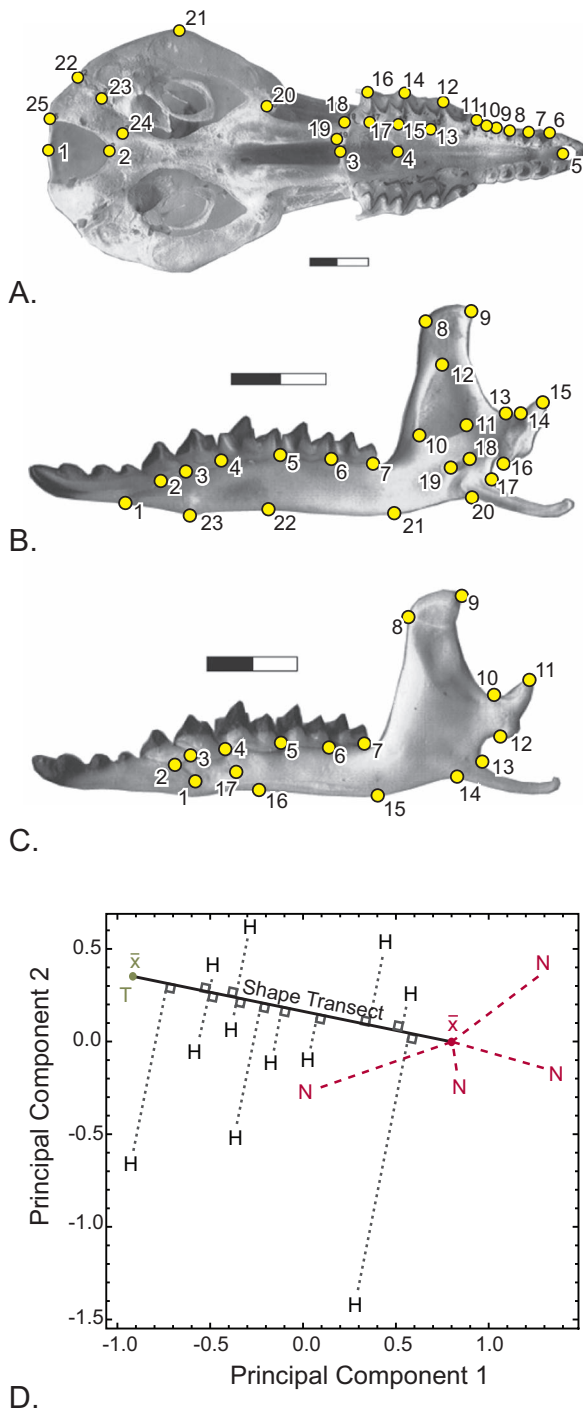 21
22
23
16 14 12
20
25
18
11 10 9 8 7 6
24
19
17 15 13
1 2 3 4 5
A.
8 9
12
15
13 14
10 11
18
2 3 4 5 6 7
19 16
17
1 23 22 21 20
B.
9
8
11
10
12
2 3 4 5 6 7
13
1 17 16 15 14
C.
0.5
0.0
-0.5
-1.0
-1.5
Principal Component 2
x̄
T
Shape Transect
H H H H
H H H H
H H H
x̄
N N
N N
-1.0 -0.5 0.0 0.5 1.0
Principal Component 1
D.